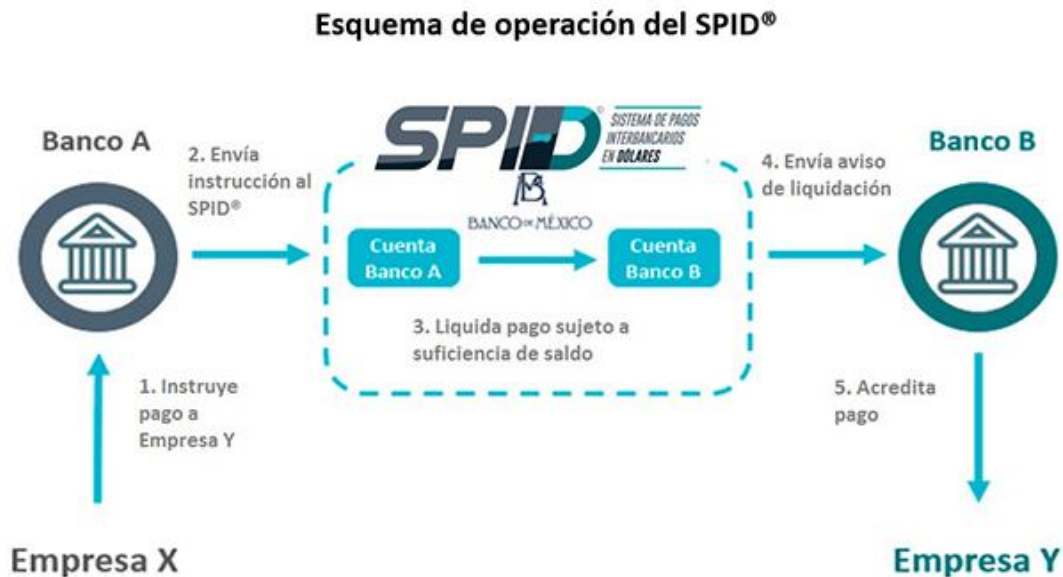 Esquema de operación del SPID®
Banco A
2. Envía
instrucción al
SPID®
SPID®
SISTEMA DE PAGOS
INTERBANCARIOS
EN DÓLARES
BM
BANCO DE MÉXICO
Cuenta
Banco A
Cuenta
Banco B
3. Liquida pago sujeto a
suficiencia de saldo
4. Envía aviso
de liquidación
Banco B
1. Instruye
pago a
Empresa Y
5. Acredita
pago
Empresa X
Empresa Y